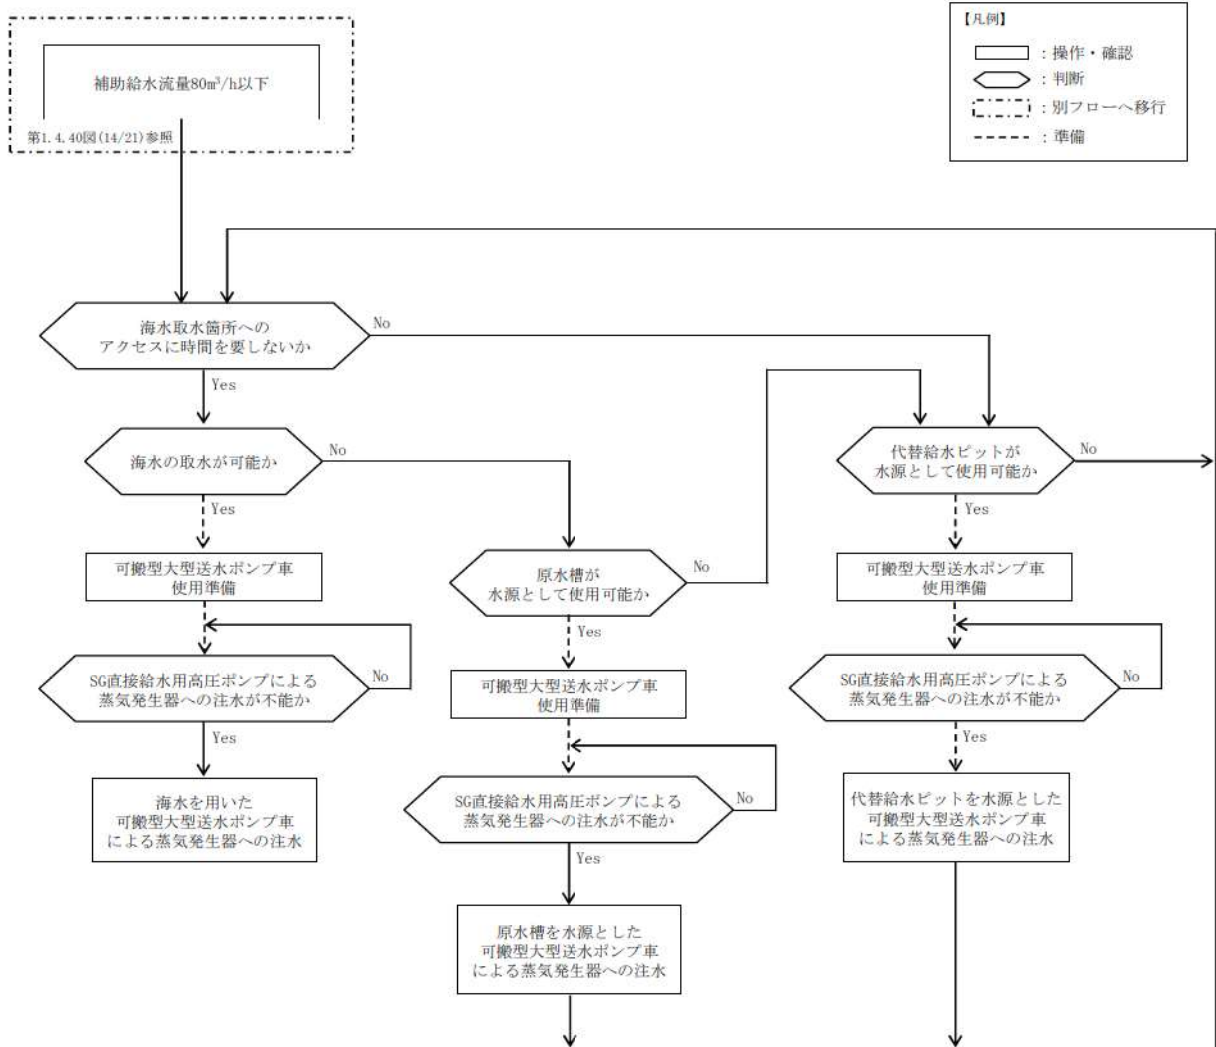 補助給水流量80m³/h以下
第1.4.40図(14/21)参照
【凡例】
：操作・確認
：判断
：別フローへ移行
：準備
海水取水箇所への
アクセスに時間を要しないか
No
Yes
海水の取水が可能か
No
Yes
代替給水ピットが
水源として使用可能か
No
Yes
可搬型大型送水ポンプ車
使用準備
原水槽が
水源として使用可能か
No
Yes
可搬型大型送水ポンプ車
使用準備
SG直接給水用高圧ポンプによる
蒸気発生器への注水が不能か
No
Yes
可搬型大型送水ポンプ車
使用準備
SG直接給水用高圧ポンプによる
蒸気発生器への注水が不能か
No
Yes
海水を用いた
可搬型大型送水ポンプ車
による蒸気発生器への注水
SG直接給水用高圧ポンプによる
蒸気発生器への注水が不能か
No
Yes
代替給水ピットを水源とした
可搬型大型送水ポンプ車
による蒸気発生器への注水
原水槽を水源とした
可搬型大型送水ポンプ車
による蒸気発生器への注水